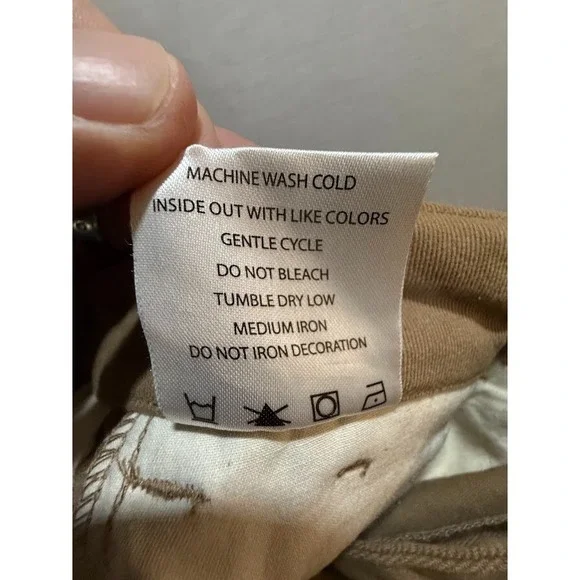 MACHINE WASH COLD
INSIDE OUT WITH LIKE COLORS
GENTLE CYCLE
DO NOT BLEACH
TUMBLE DRY LOW
MEDIUM IRON
DO NOT IRON DECORATION